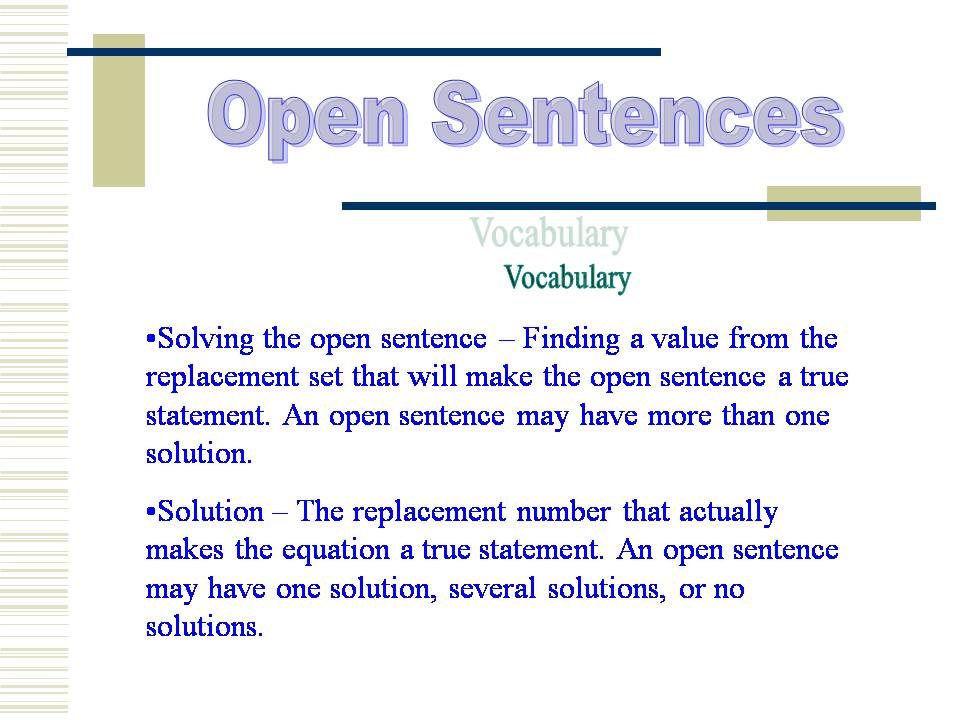 Open Sentences
Vocabulary
Vocabulary
•Solving the open sentence – Finding a value from the
replacement set that will make the open sentence a true
statement. An open sentence may have more than one
solution.
•Solution – The replacement number that actually
makes the equation a true statement. An open sentence
may have one solution, several solutions, or no
solutions.